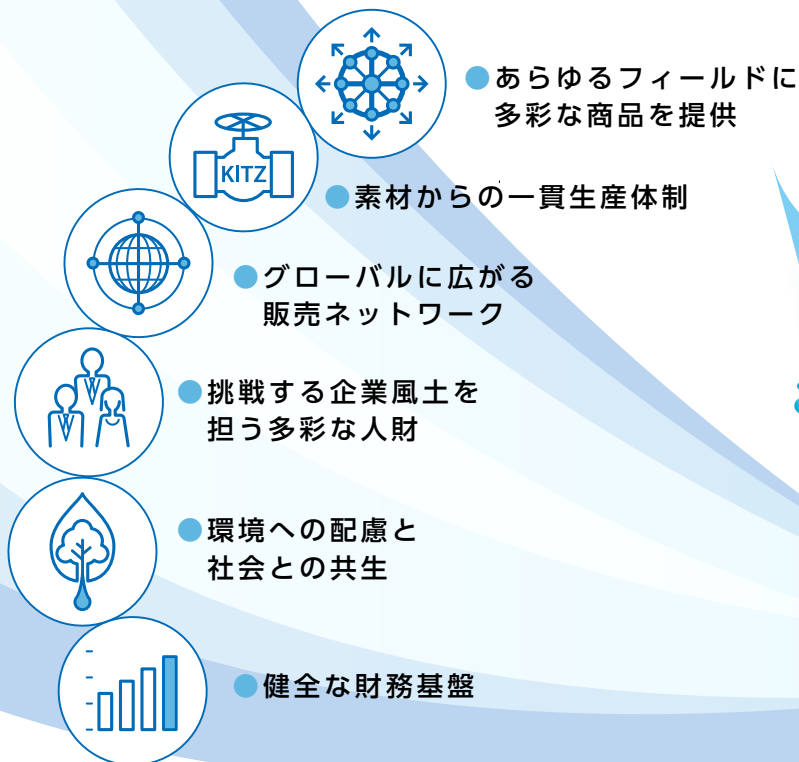 ●あらゆるフィールドに
多彩な商品を提供
KITZ
●素材からの一貫生産体制
●グローバルに広がる
販売ネットワーク
●挑戦する企業風土を
担う多彩な人財
●環境への配慮と
社会との共生
●健全な財務基盤